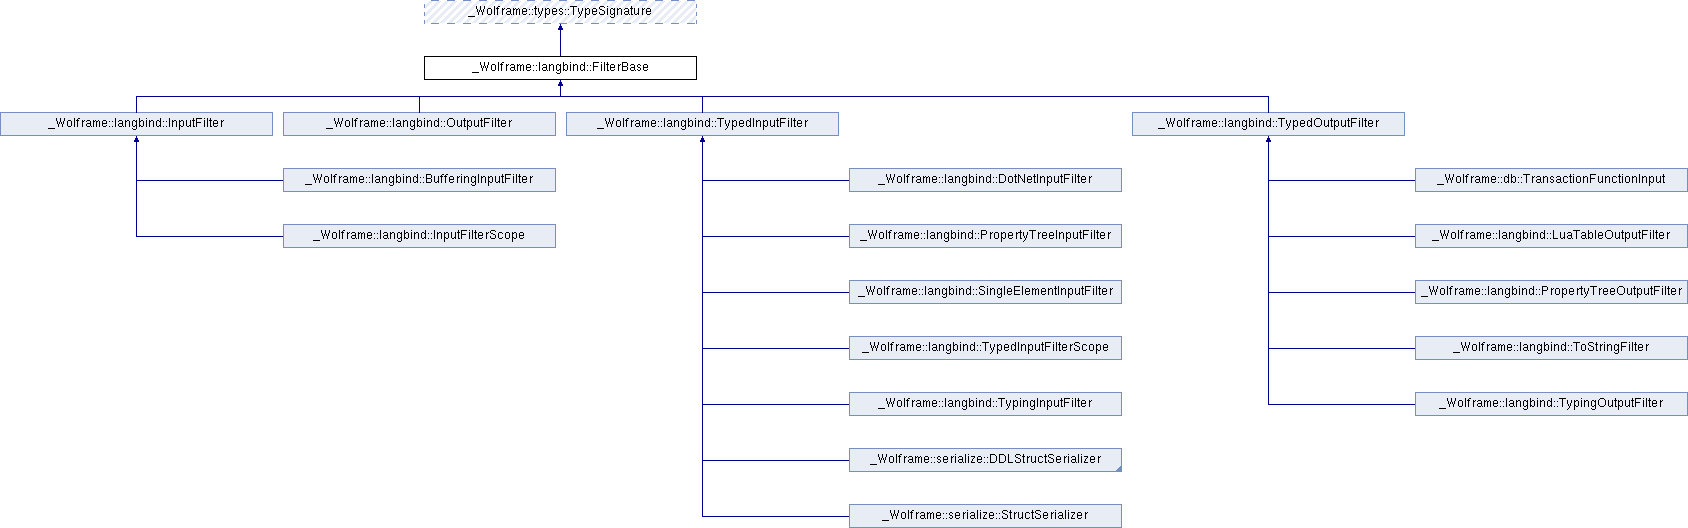 _Wolframe::types::TypeSignature
_Wolframe::langbind::FilterBase
_Wolframe::langbind::InputFilter
_Wolframe::langbind::OutputFilter
_Wolframe::langbind::TypedInputFilter
_Wolframe::langbind::TypedOutputFilter
_Wolframe::langbind::BufferingInputFilter
_Wolframe::langbind::DotNetInputFilter
_Wolframe::db::TransactionFunctionInput
_Wolframe::langbind::InputFilterScope
_Wolframe::langbind::PropertyTreeInputFilter
_Wolframe::langbind::LuaTableOutputFilter
_Wolframe::langbind::SingleElementInputFilter
_Wolframe::langbind::PropertyTreeOutputFilter
_Wolframe::langbind::TypedInputFilterScope
_Wolframe::langbind::ToStringFilter
_Wolframe::langbind::TypingInputFilter
_Wolframe::langbind::TypingOutputFilter
_Wolframe::serialize::DDLStructSerializer
_Wolframe::serialize::StructSerializer